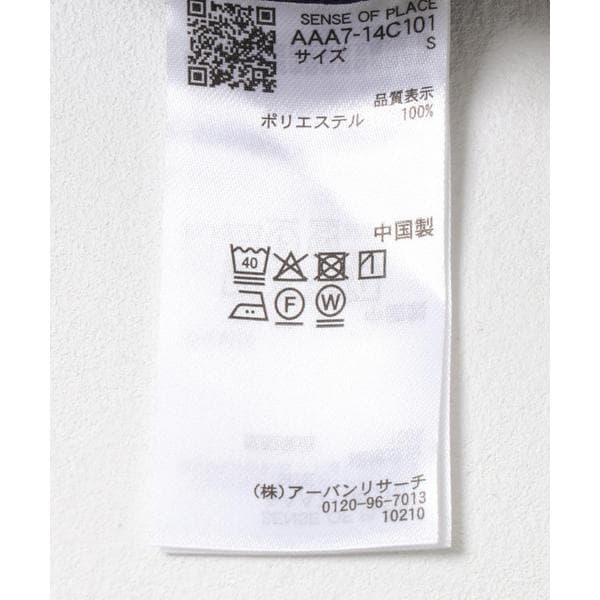 SENSE OF PLACE
AAA7-14C101
サイズ S
品質表示
ポリエステル 100%
中国製
40
F W
(株)アーバンリサーチ
0120-96-7013
10210